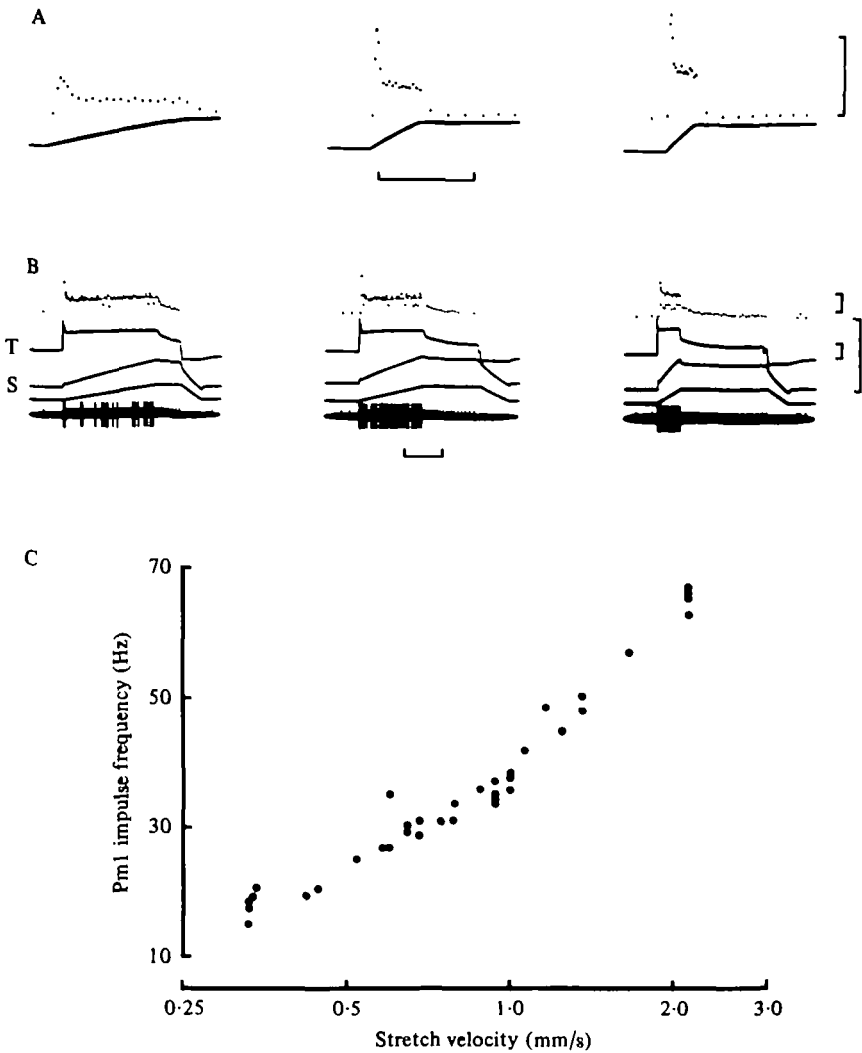 A
B
T
S
C
70
50
30
10
Pm1 impulse frequency (Hz)
0·25
0·5
1·0
2·0
3·0
Stretch velocity (mm/s)